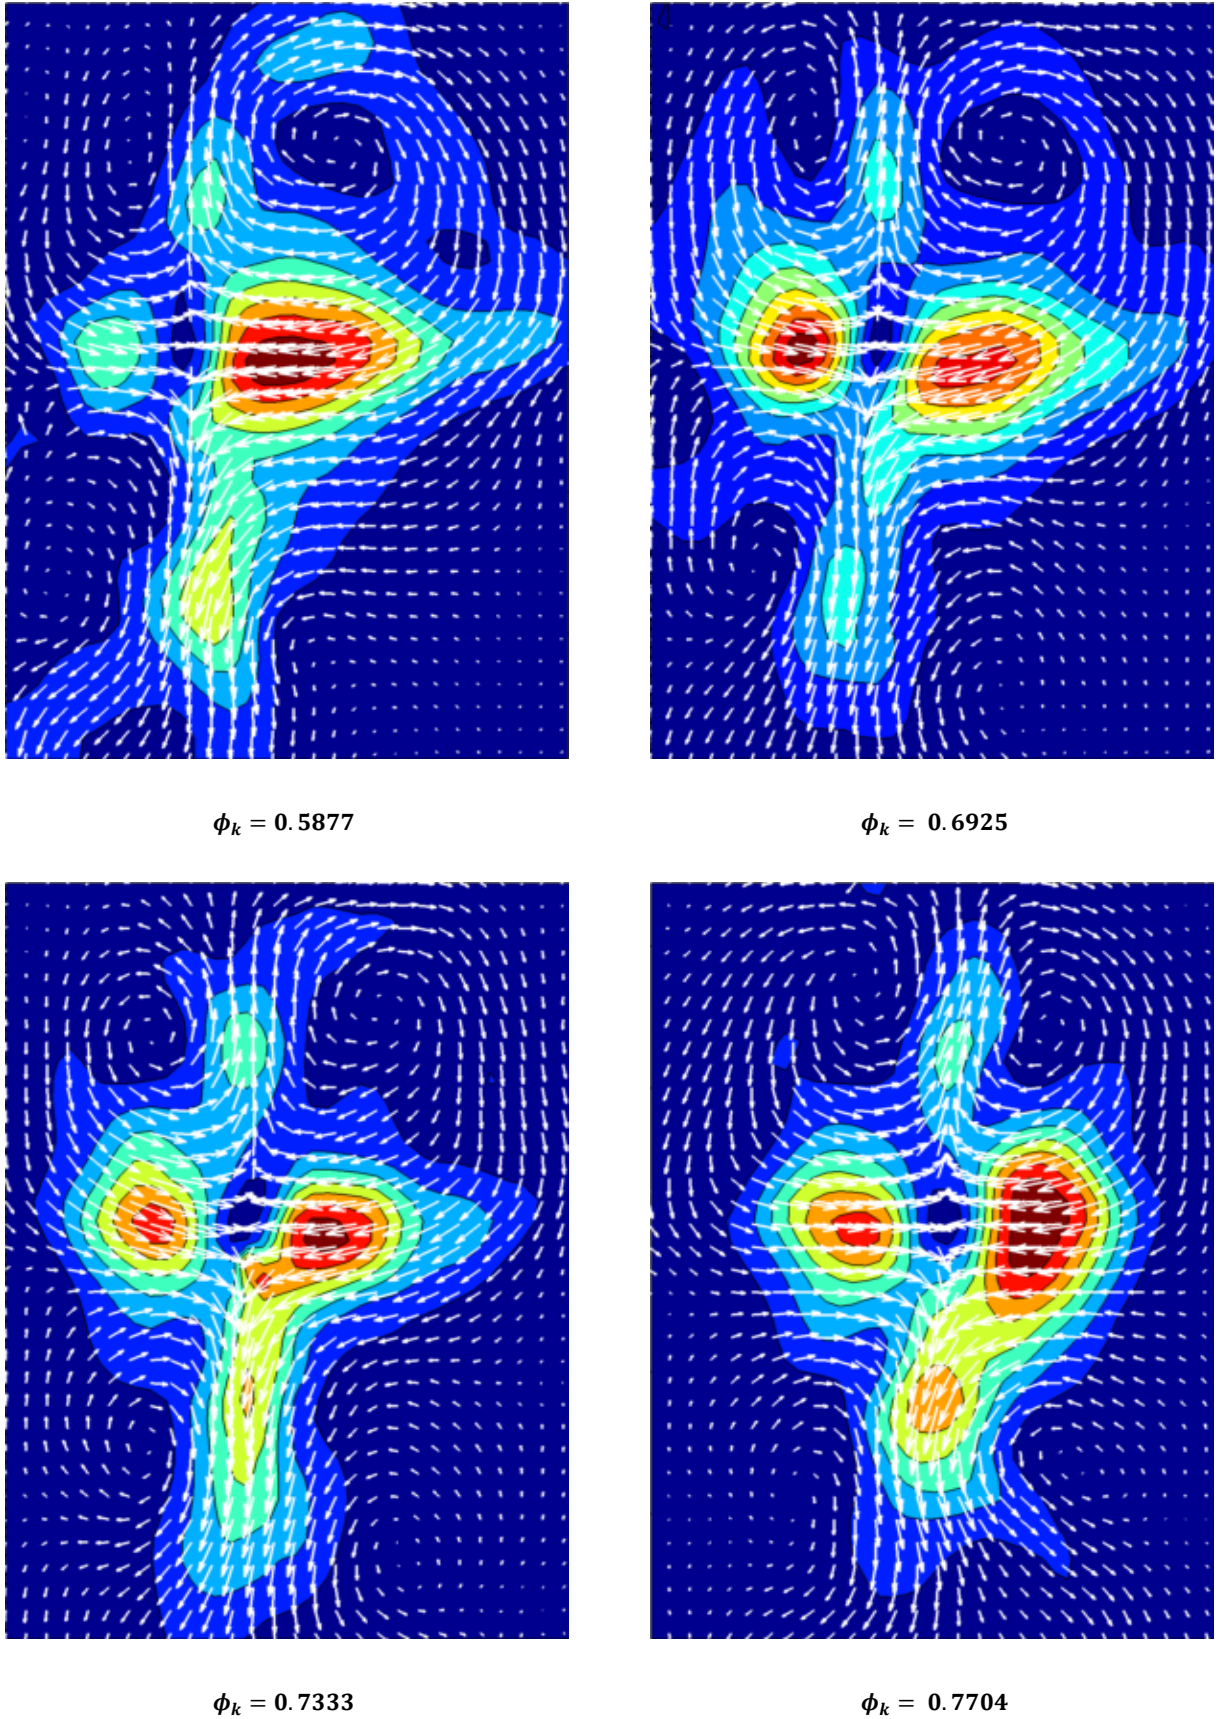 ϕₖ = 0.5877
ϕₖ = 0.6925
ϕₖ = 0.7333
ϕₖ = 0.7704